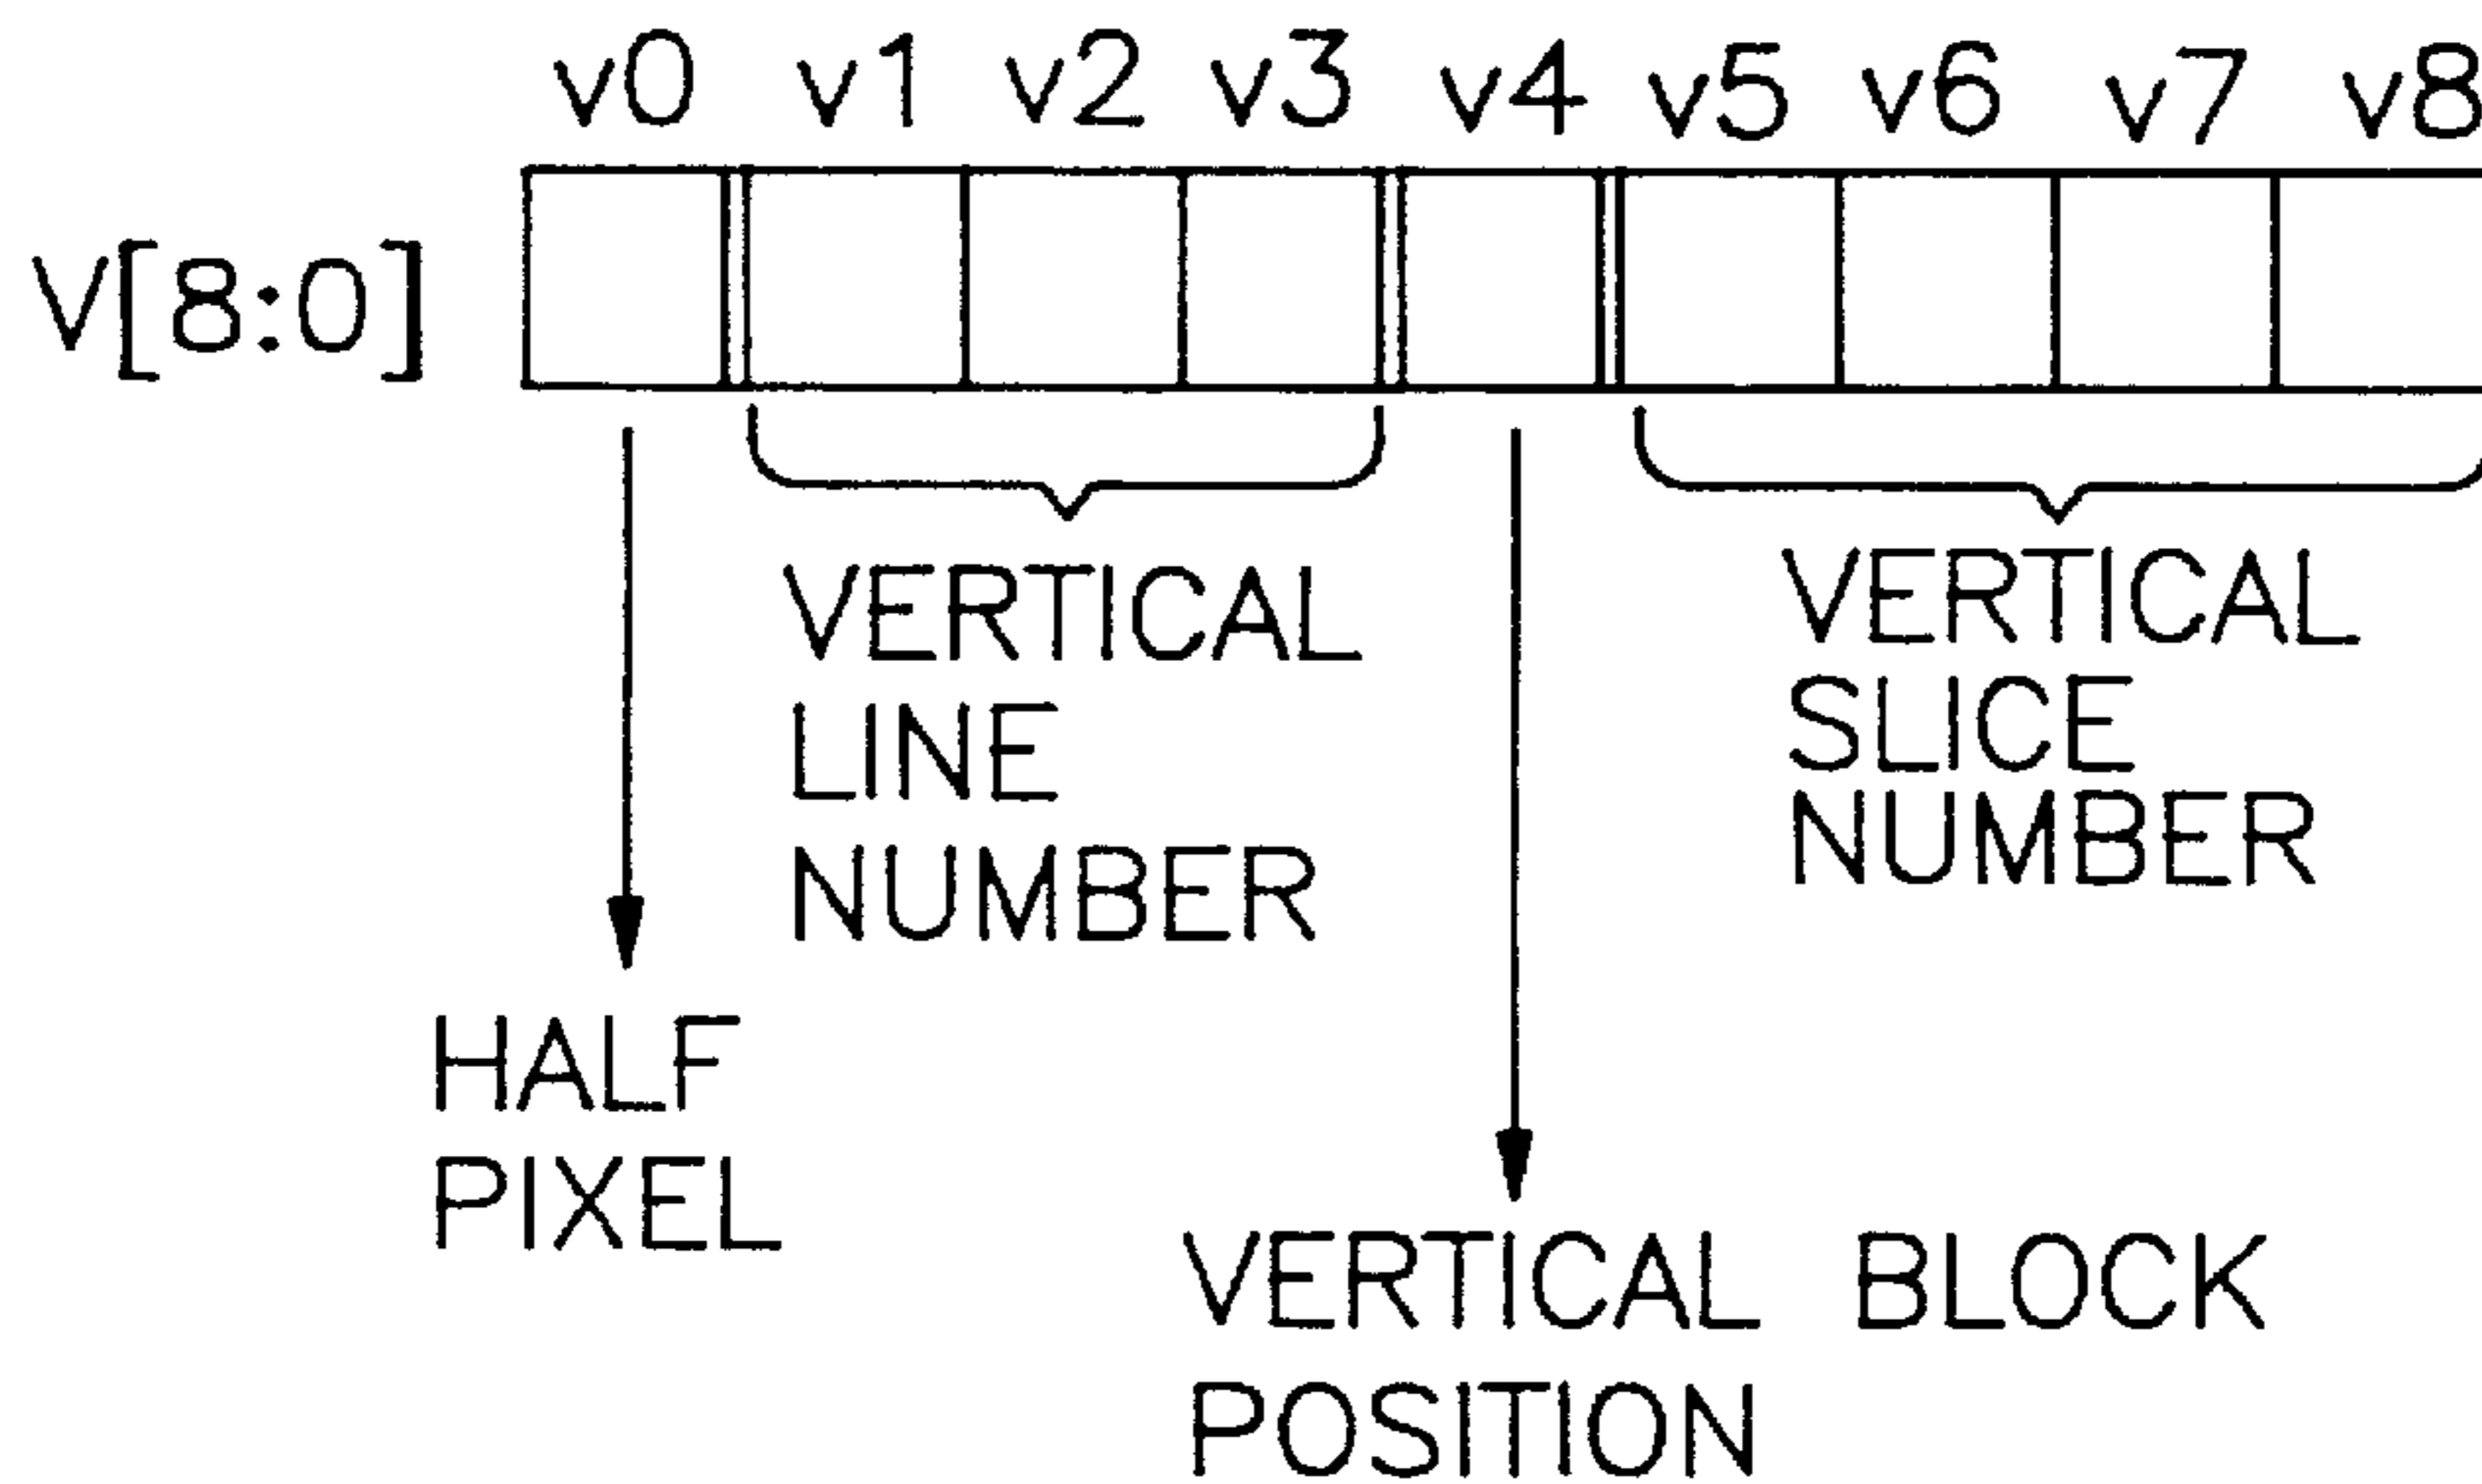 v0 v1 v2 v3 v4 v5 v6 v7 v8
V[8:0]
VERTICAL
LINE
NUMBER
VERTICAL
SLICE
NUMBER
HALF
PIXEL
VERTICAL BLOCK
POSITION